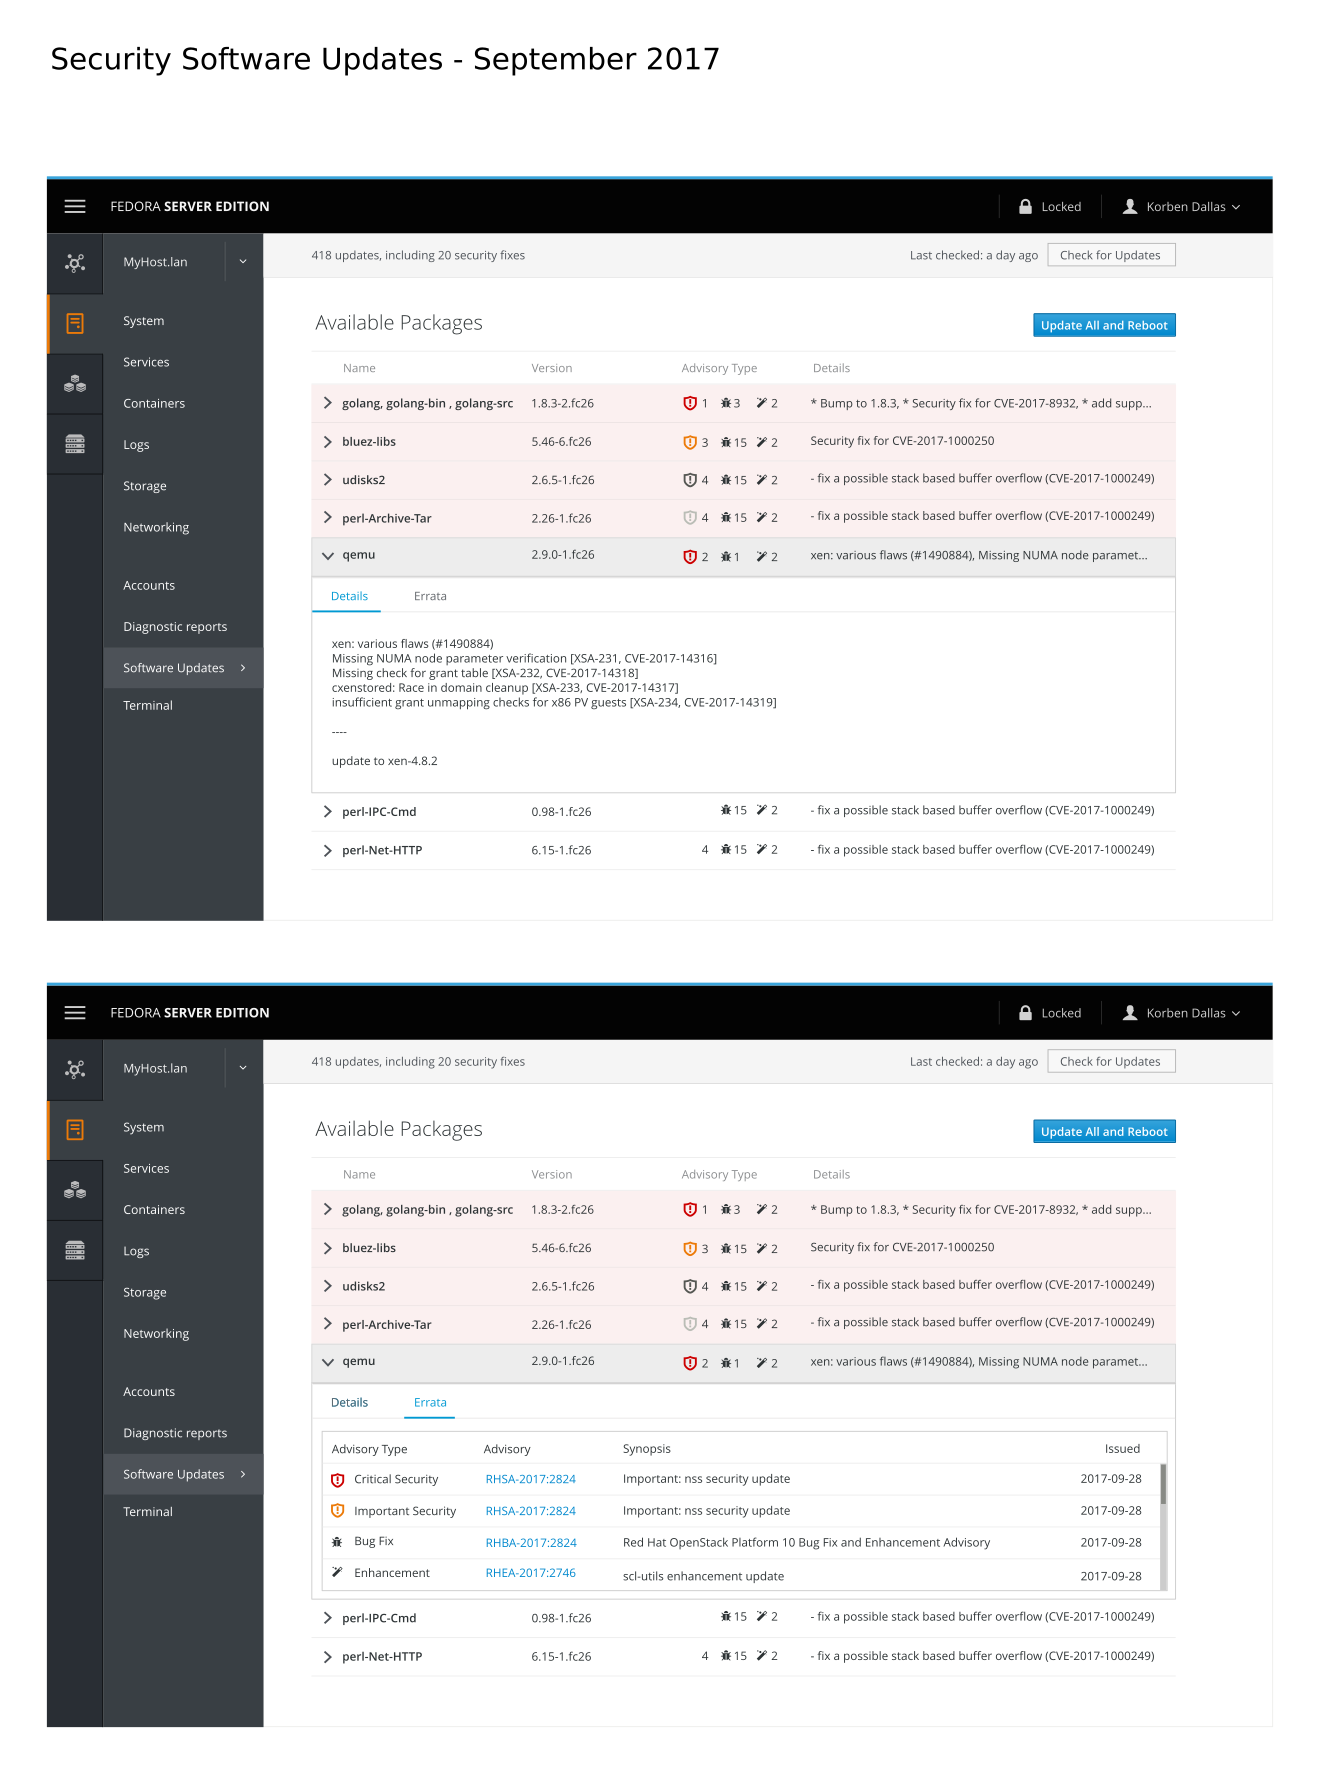 Security Software Updates - September 2017
FEDORA SERVER EDITION
Locked
Korben Dallas
MyHost.lan
418 updates, including 20 security fixes
Last checked: a day ago
Check for Updates
System
Services
Containers
Logs
Storage
Networking
Accounts
Diagnostic reports
Software Updates
Terminal
Available Packages
Update All and Reboot
Name Version Advisory Type Details
golang, golang-bin , golang-src 1.8.3-2.fc26 1 3 2 * Bump to 1.8.3, * Security fix for CVE-2017-8932, * add supp...
bluez-libs 5.46-6.fc26 3 15 2 Security fix for CVE-2017-1000250
udisks2 2.6.5-1.fc26 4 15 2 - fix a possible stack based buffer overflow (CVE-2017-1000249)
perl-Archive-Tar 2.26-1.fc26 4 15 2 - fix a possible stack based buffer overflow (CVE-2017-1000249)
qemu 2.9.0-1.fc26 2 1 2 xen: various flaws (#1490884), Missing NUMA node paramet...
Details Errata
xen: various flaws (#1490884)
Missing NUMA node parameter verification [XSA-231, CVE-2017-14316]
Missing check for grant table [XSA-232, CVE-2017-14318]
cxenstored: Race in domain cleanup [XSA-233, CVE-2017-14317]
insufficient grant unmapping checks for x86 PV guests [XSA-234, CVE-2017-14319]
----
update to xen-4.8.2
perl-IPC-Cmd 0.98-1.fc26 15 2 - fix a possible stack based buffer overflow (CVE-2017-1000249)
perl-Net-HTTP 6.15-1.fc26 4 15 2 - fix a possible stack based buffer overflow (CVE-2017-1000249)
FEDORA SERVER EDITION
Locked
Korben Dallas
MyHost.lan
418 updates, including 20 security fixes
Last checked: a day ago
Check for Updates
System
Services
Containers
Logs
Storage
Networking
Accounts
Diagnostic reports
Software Updates
Terminal
Available Packages
Update All and Reboot
Name Version Advisory Type Details
golang, golang-bin , golang-src 1.8.3-2.fc26 1 3 2 * Bump to 1.8.3, * Security fix for CVE-2017-8932, * add supp...
bluez-libs 5.46-6.fc26 3 15 2 Security fix for CVE-2017-1000250
udisks2 2.6.5-1.fc26 4 15 2 - fix a possible stack based buffer overflow (CVE-2017-1000249)
perl-Archive-Tar 2.26-1.fc26 4 15 2 - fix a possible stack based buffer overflow (CVE-2017-1000249)
qemu 2.9.0-1.fc26 2 1 2 xen: various flaws (#1490884), Missing NUMA node paramet...
Details Errata
Advisory Type Advisory Synopsis Issued
Critical Security RHSA-2017:2824 Important: nss security update 2017-09-28
Important Security RHSA-2017:2824 Important: nss security update 2017-09-28
Bug Fix RHBA-2017:2824 Red Hat OpenStack Platform 10 Bug Fix and Enhancement Advisory 2017-09-28
Enhancement RHEA-2017:2746 scl-utils enhancement update 2017-09-28
perl-IPC-Cmd 0.98-1.fc26 15 2 - fix a possible stack based buffer overflow (CVE-2017-1000249)
perl-Net-HTTP 6.15-1.fc26 4 15 2 - fix a possible stack based buffer overflow (CVE-2017-1000249)